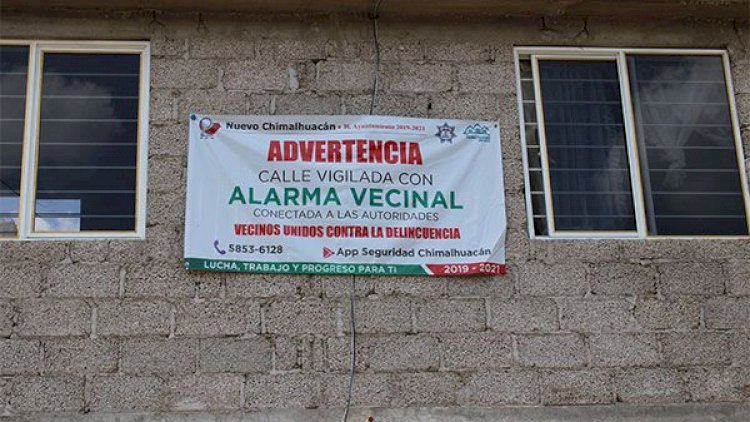 Nuevo Chimalhuacán • H. Ayuntamiento 2019-2021
ADVERTENCIA
CALLE VIGILADA CON
ALARMA VECINAL
CONECTADA A LAS AUTORIDADES
VECINOS UNIDOS CONTRA LA DELINCUENCIA
5853-6128 App Seguridad Chimalhuacán
LUCHA, TRABAJO Y PROGRESO PARA TI 2019 - 2021